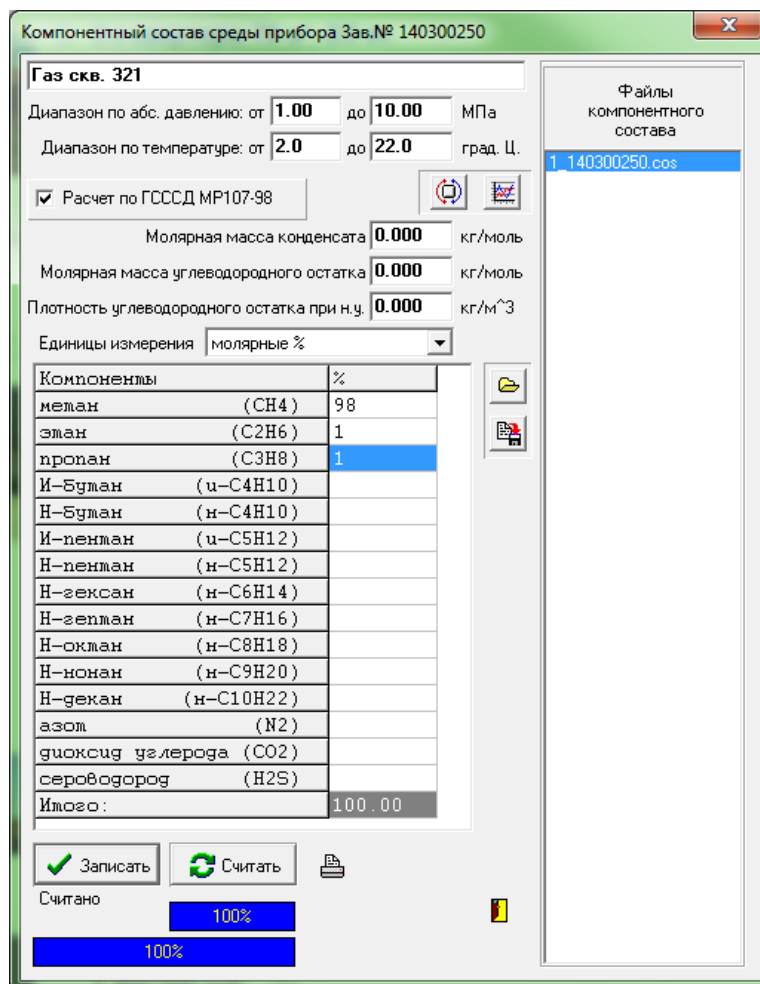 Компонентный состав среды прибора Зав.№ 140300250
Газ скв. 321
Диапазон по абс. давлению: от 1.00 до 10.00 МПа
Диапазон по температуре: от 2.0 до 22.0 град. Ц.
Расчет по ГСССД МР107-98
Молярная масса конденсата 0.000 кг/моль
Молярная масса углеводородного остатка 0.000 кг/моль
Плотность углеводородного остатка при н.у. 0.000 кг/м^3
Единицы измерения молярные %
Компоненты %
метан (CH4) 98
этан (C2H6) 1
пропан (C3H8) 1
И-Бутан (и-C4H10)
Н-Бутан (н-C4H10)
И-пентан (и-C5H12)
Н-пентан (н-C5H12)
Н-гексан (н-C6H14)
Н-гептан (н-C7H16)
Н-октан (н-C8H18)
Н-нонан (н-C9H20)
Н-декан (н-C10H22)
азот (N2)
диоксид углерода (CO2)
сероводород (H2S)
Итого: 100.00
Записать Считать
Считано
100%
100%
Файлы
компонентного
состава
1_140300250.cos